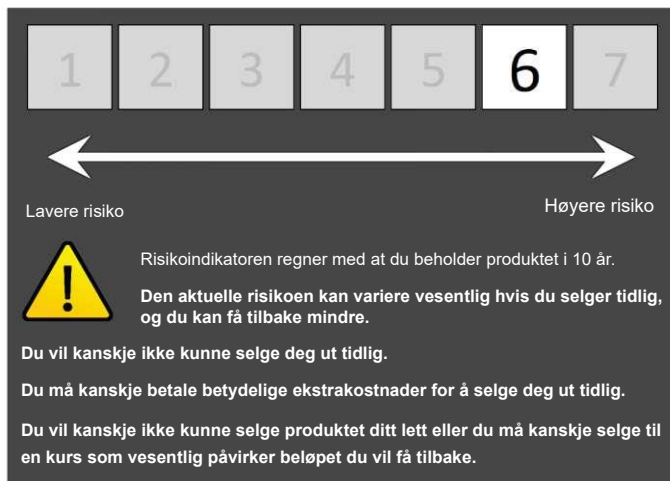 1 2 3 4 5 6 7
Lavere risiko
Høyere risiko
Risikoindikatoren regner med at du beholder produktet i 10 år.
Den aktuelle risikoen kan variere vesentlig hvis du selger tidlig,
og du kan få tilbake mindre.
Du vil kanskje ikke kunne selge deg ut tidlig.
Du må kanskje betale betydelige ekstrakostnader for å selge deg ut tidlig.
Du vil kanskje ikke kunne selge produktet ditt lett eller du må kanskje selge til
en kurs som vesentlig påvirker beløpet du vil få tilbake.